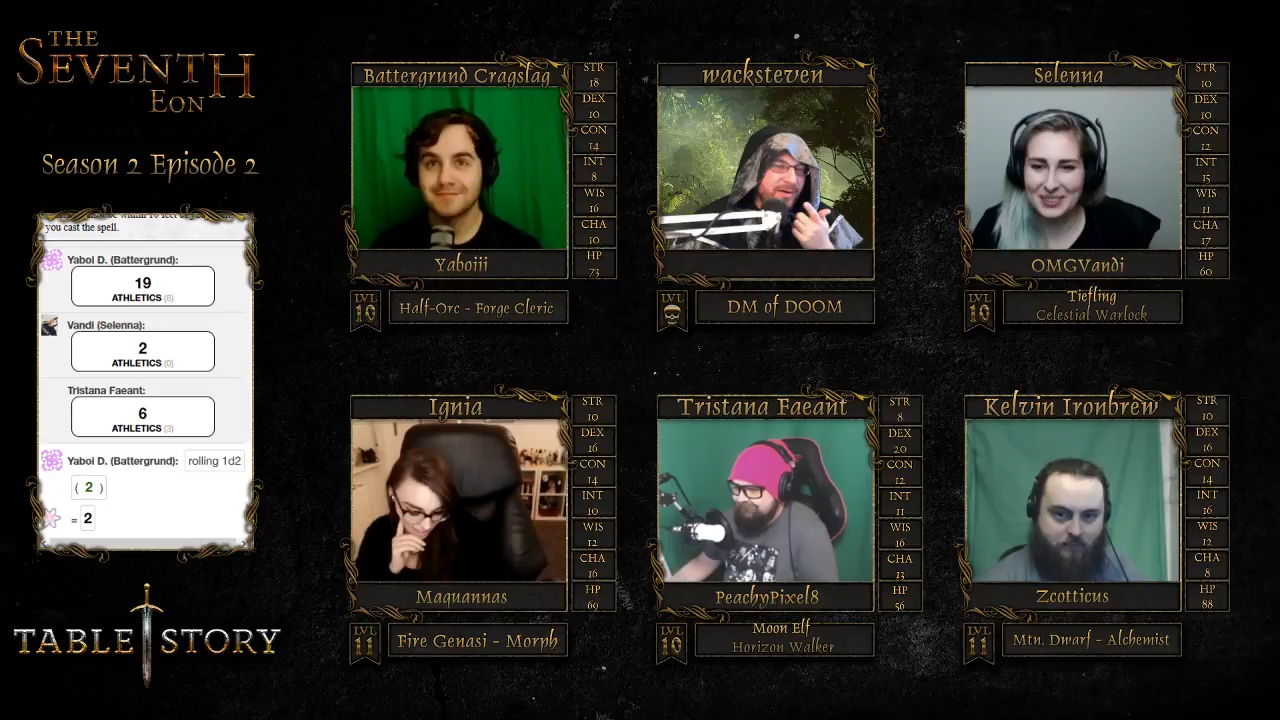 THE
SEVENTH
EON
Season 2 Episode 2
you cast the spell.
Yaboi D. (Battergrund):
19
ATHLETICS (8)
Vandi (Selenna):
2
ATHLETICS (0)
Tristana Faeant:
6
ATHLETICS (3)
Yaboi D. (Battergrund): rolling 1d2
( 2 )
= 2
TABLE STORY
Battergrund Cragslag
STR
18
DEX
10
CON
14
INT
8
WIS
16
CHA
10
HP
73
Yaboiii
LVL
10
Half-Orc - Forge Cleric
wacksteven
LVL
DM of DOOM
Selenna
STR
10
DEX
10
CON
12
INT
15
WIS
11
CHA
17
HP
60
OMGVandi
LVL
10
Tiefling
Celestial Warlock
Ignia
STR
10
DEX
16
CON
14
INT
10
WIS
12
CHA
16
HP
69
Maquannas
LVL
11
Fire Genasi - Morph
Tristana Faeant
STR
8
DEX
20
CON
12
INT
11
WIS
16
CHA
13
HP
56
PeachyPixel8
LVL
10
Moon Elf
Horizon Walker
Kelvin Ironbrew
STR
10
DEX
16
CON
14
INT
16
WIS
12
CHA
8
HP
88
Zcotticus
LVL
11
Mtn. Dwarf - Alchemist